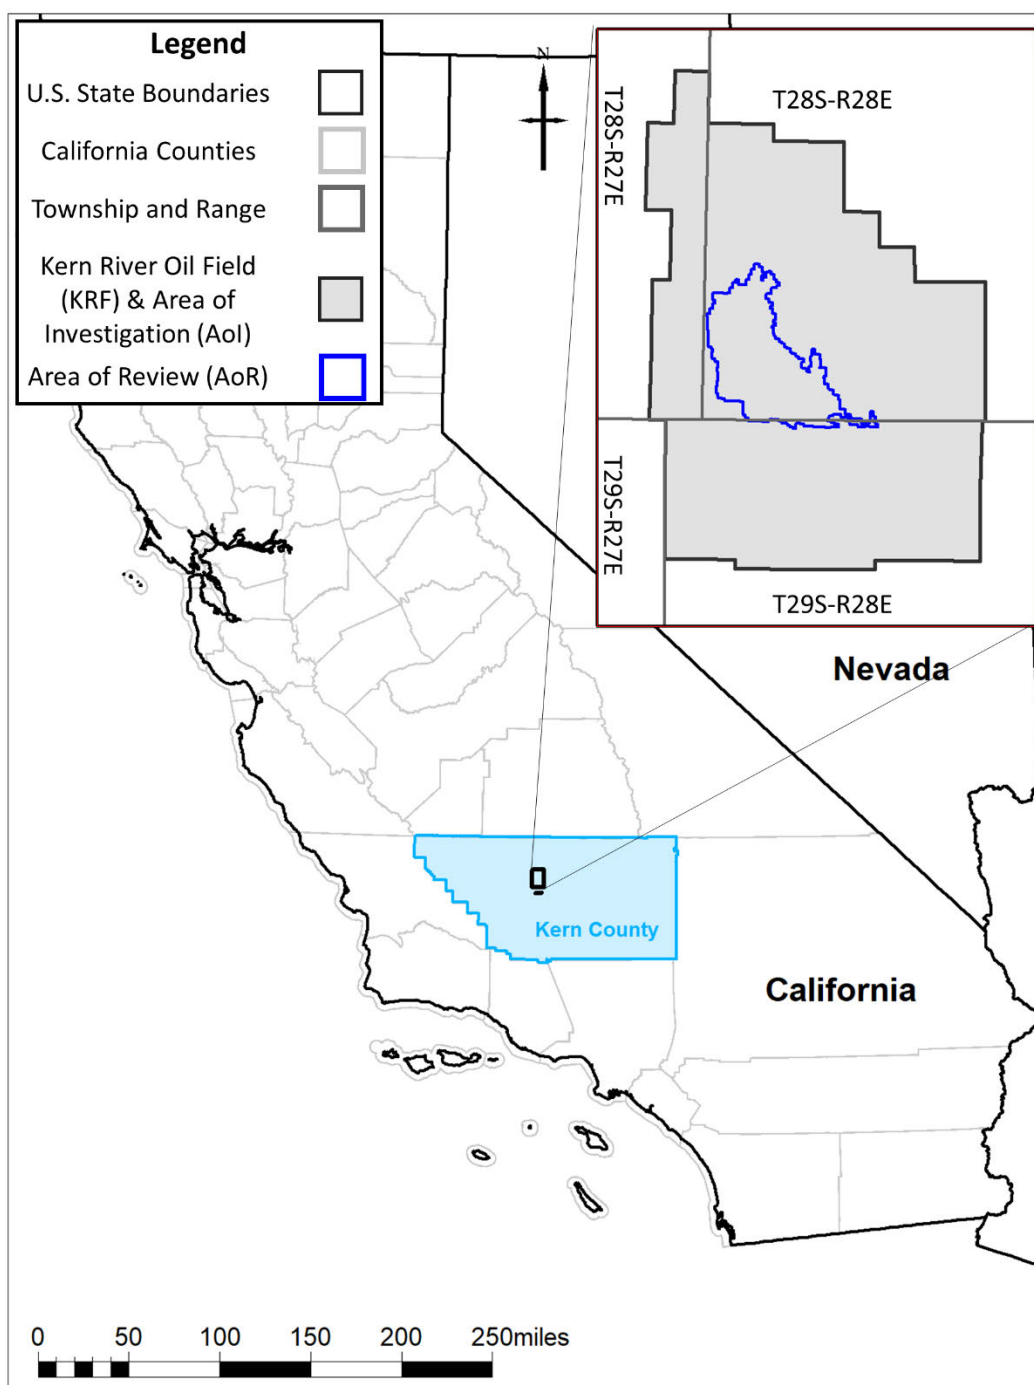 Legend
U.S. State Boundaries
California Counties
Township and Range
Kern River Oil Field
(KRF) & Area of
Investigation (AoI)
Area of Review (AoR)
N
T28S-R27E
T28S-R28E
T29S-R27E
T29S-R28E
Nevada
Kern County
California
0 50 100 150 200 250miles